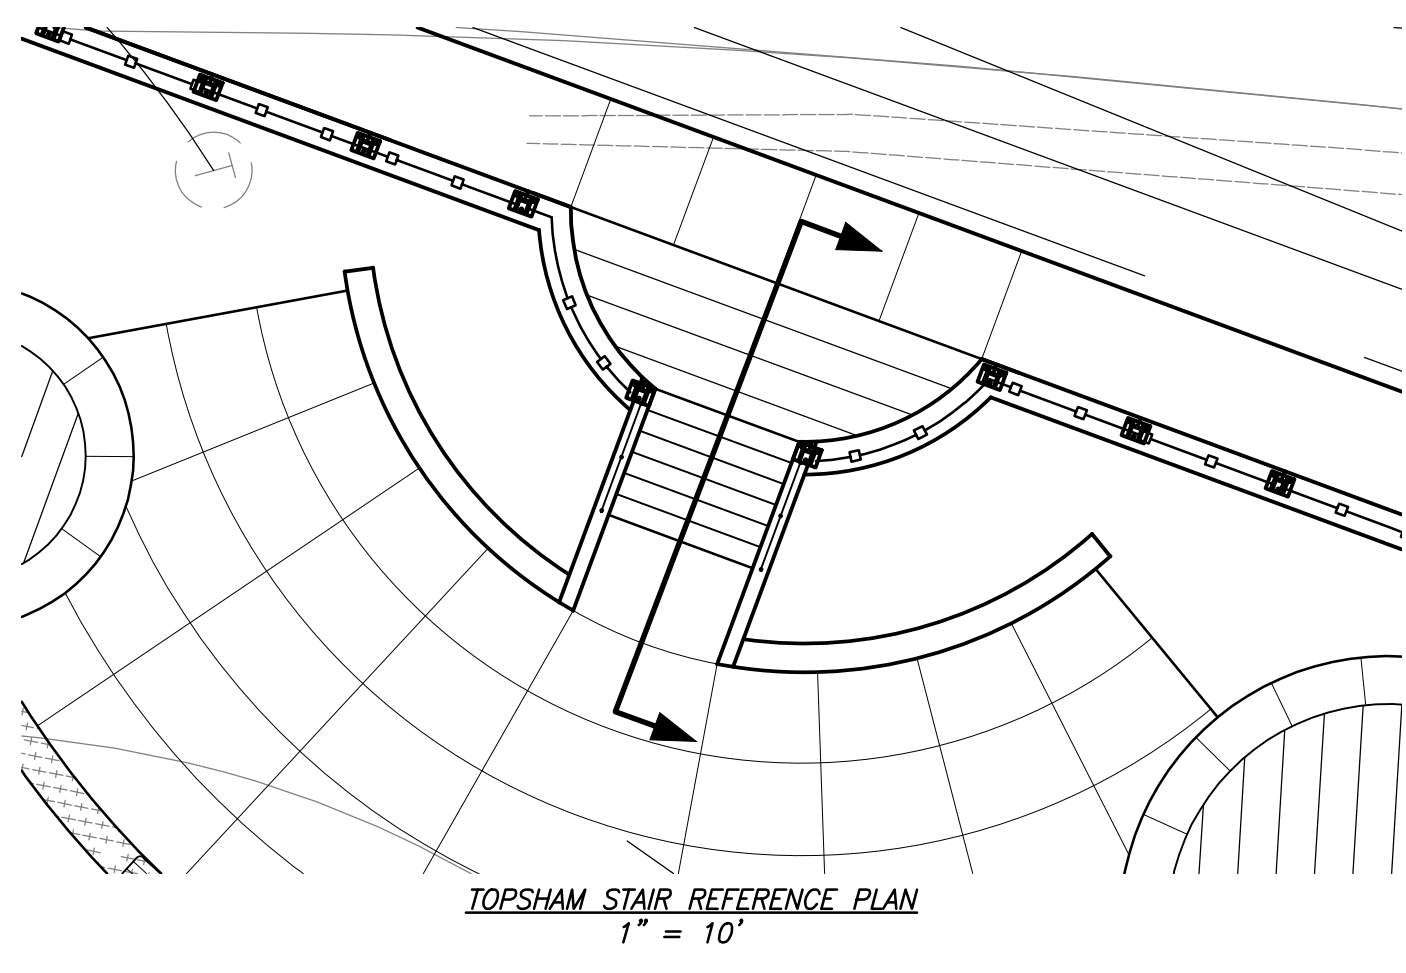 TOPSHAM STAIR REFERENCE PLAN
1" = 10'